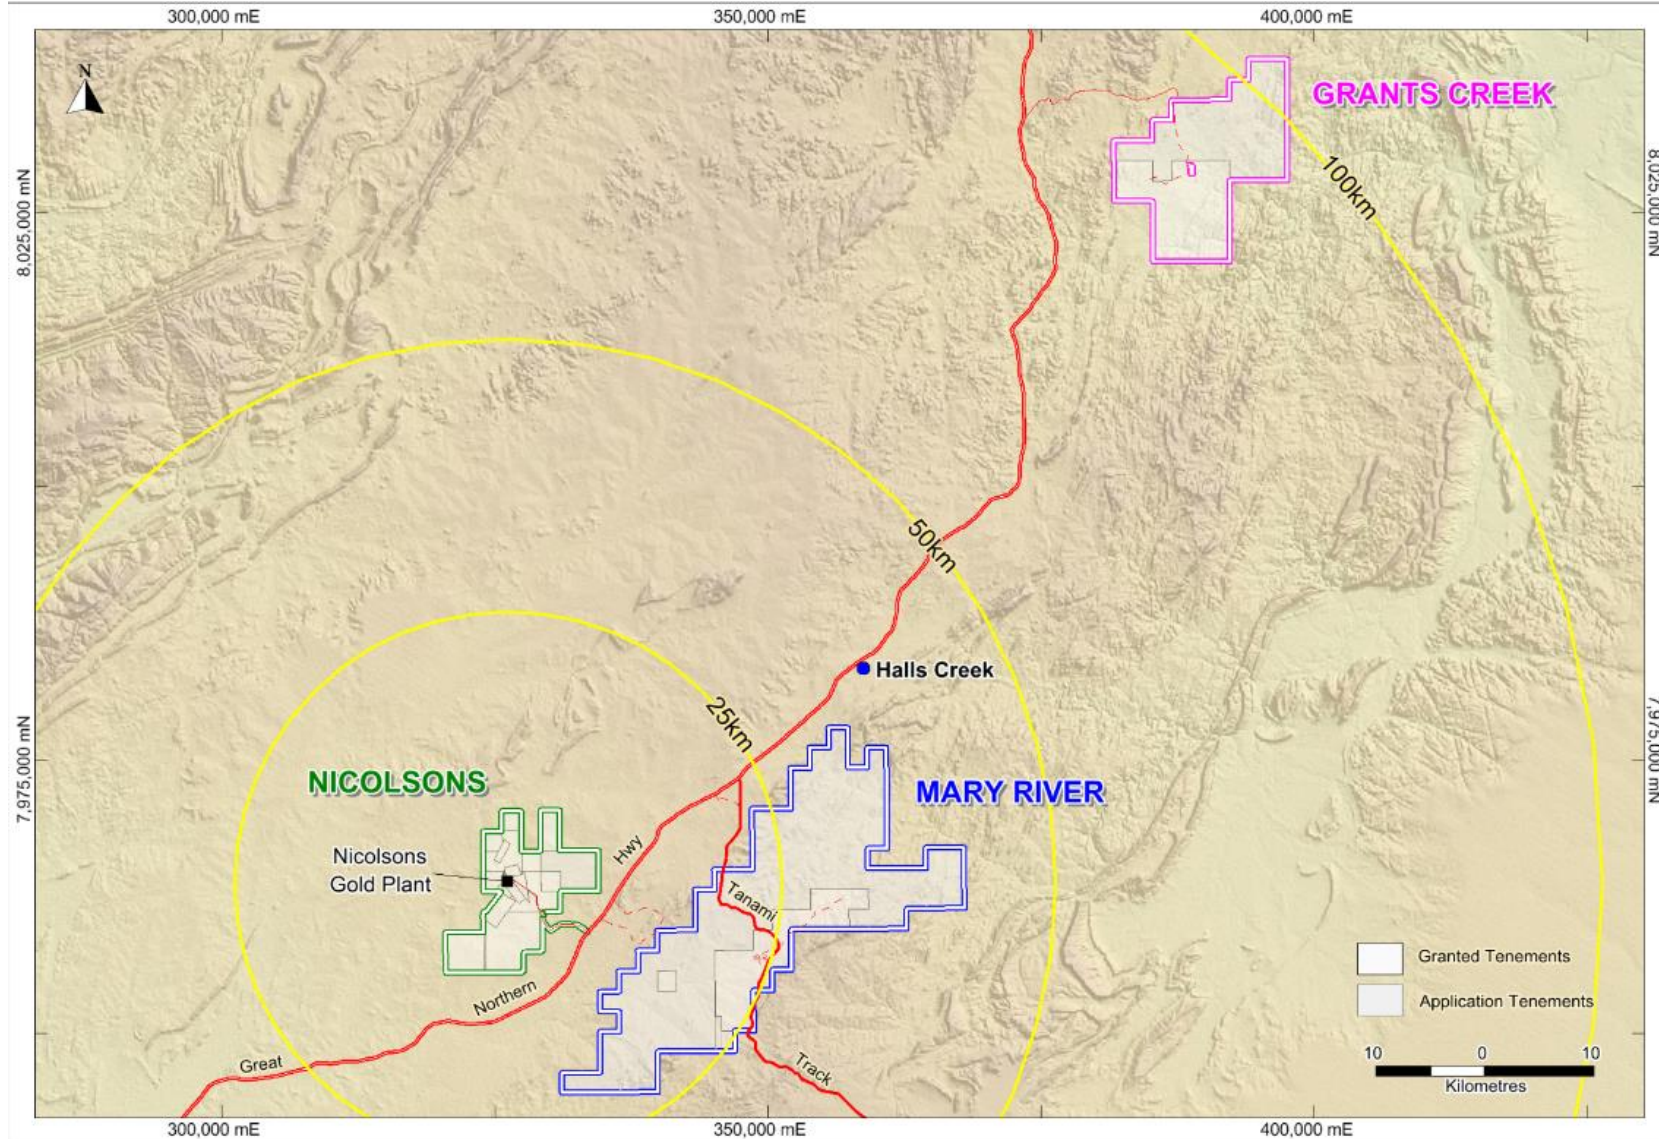 300,000 mE
350,000 mE
400,000 mE
N
GRANTS CREEK
100km
8,025,000 mN
8,025,000 mN
50km
Halls Creek
25km
7,975,000 mN
7,975,000 mN
NICOLSONS
MARY RIVER
Hwy
Nicolsons
Gold Plant
Tanami
Granted Tenements
Northern
Application Tenements
10
0
10
Great
Track
Kilometres
300,000 mE
350,000 mE
400,000 mE